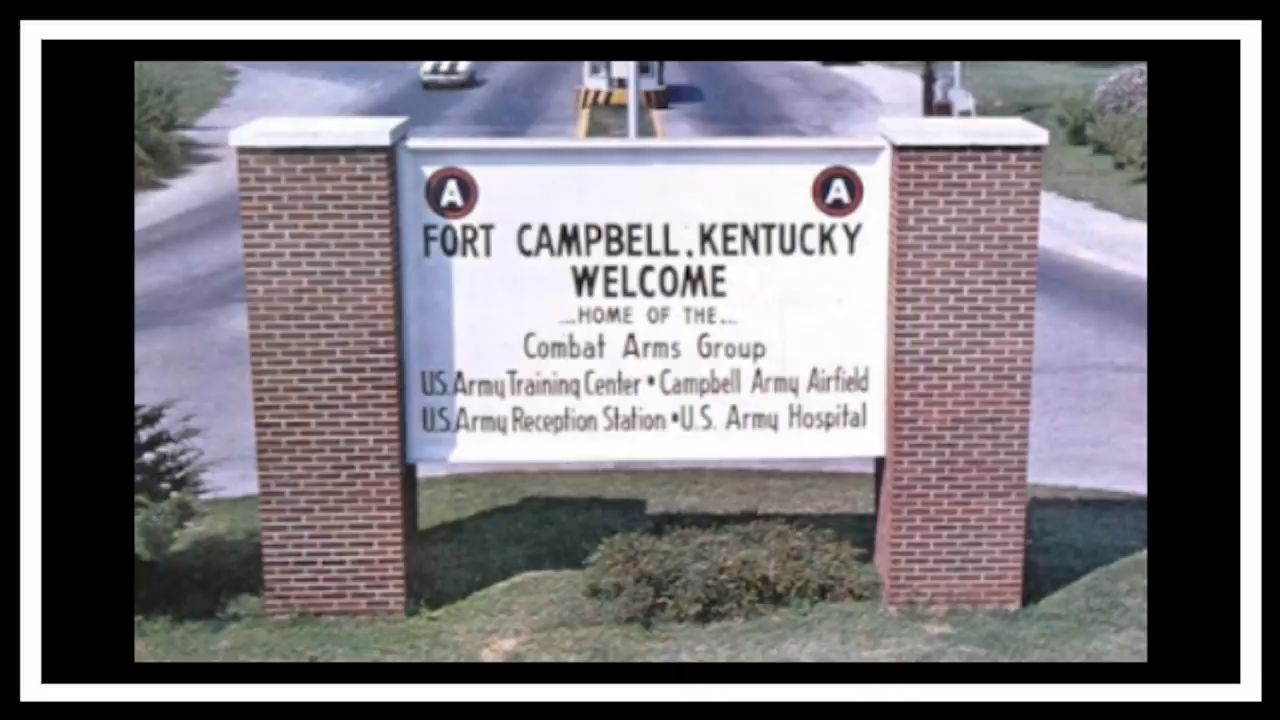 A A
FORT CAMPBELL, KENTUCKY
WELCOME
...HOME OF THE...
Combat Arms Group
U.S. Army Training Center • Campbell Army Airfield
U.S. Army Reception Station • U.S. Army Hospital